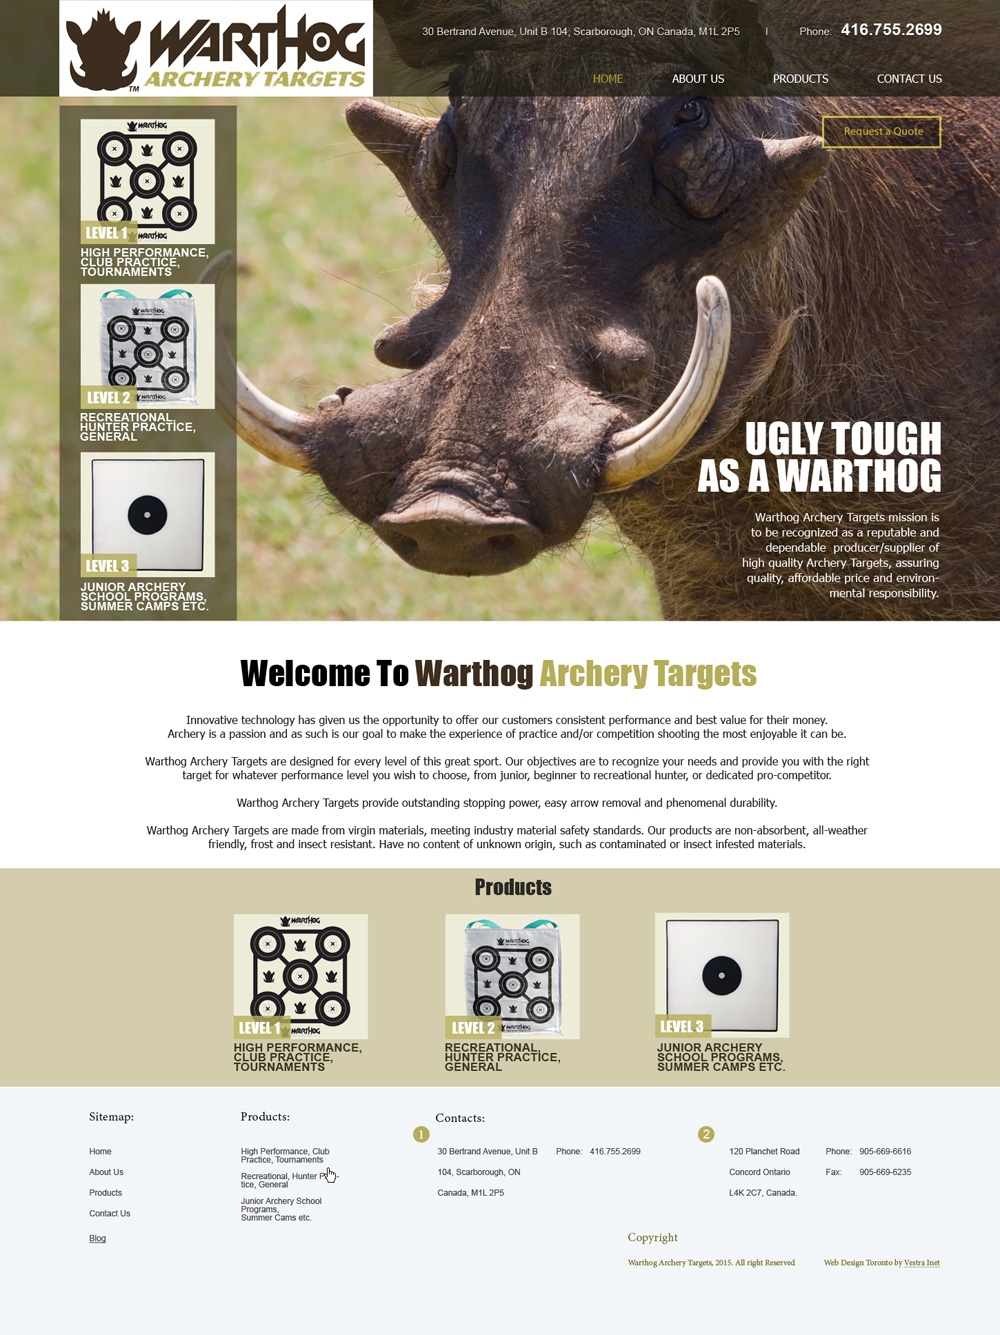 WARTHOG
ARCHERY TARGETS
TM
30 Bertrand Avenue, Unit B 104, Scarborough, ON Canada, M1L 2P5 | Phone: 416.755.2699
HOME ABOUT US PRODUCTS CONTACT US
Request a Quote
WARTHOG
LEVEL 1
WARTHOG
HIGH PERFORMANCE,
CLUB PRACTICE,
TOURNAMENTS
WARTHOG
LEVEL 2
WARTHOG
RECREATIONAL,
HUNTER PRACTICE,
GENERAL
LEVEL 3
JUNIOR ARCHERY
SCHOOL PROGRAMS,
SUMMER CAMPS ETC.
UGLY TOUGH
AS A WARTHOG
Warthog Archery Targets mission is
to be recognized as a reputable and
dependable producer/supplier of
high quality Archery Targets, assuring
quality, affordable price and environ-
mental responsibility.
Welcome To Warthog Archery Targets
Innovative technology has given us the opportunity to offer our customers consistent performance and best value for their money.
Archery is a passion and as such is our goal to make the experience of practice and/or competition shooting the most enjoyable it can be.
Warthog Archery Targets are designed for every level of this great sport. Our objectives are to recognize your needs and provide you with the right
target for whatever performance level you wish to choose, from junior, beginner to recreational hunter, or dedicated pro-competitor.
Warthog Archery Targets provide outstanding stopping power, easy arrow removal and phenomenal durability.
Warthog Archery Targets are made from virgin materials, meeting industry material safety standards. Our products are non-absorbent, all-weather
friendly, frost and insect resistant. Have no content of unknown origin, such as contaminated or insect infested materials.
Products
WARTHOG
LEVEL 1
WARTHOG
HIGH PERFORMANCE,
CLUB PRACTICE,
TOURNAMENTS
WARTHOG
LEVEL 2
WARTHOG
RECREATIONAL,
HUNTER PRACTICE,
GENERAL
LEVEL 3
JUNIOR ARCHERY
SCHOOL PROGRAMS,
SUMMER CAMPS ETC.
Sitemap:
Home
About Us
Products
Contact Us
Blog
Products:
High Performance, Club
Practice, Tournaments
Recreational, Hunter Prac-
tice, General
Junior Archery School
Programs,
Summer Cams etc.
Contacts:
1
30 Bertrand Avenue, Unit B Phone: 416.755.2699
104, Scarborough, ON
Canada, M1L 2P5
2
120 Planchet Road Phone: 905-669-6616
Concord Ontario Fax: 905-669-6235
L4K 2C7, Canada.
Copyright
Warthog Archery Targets, 2015. All right Reserved Web Design Toronto by Vestra Inet